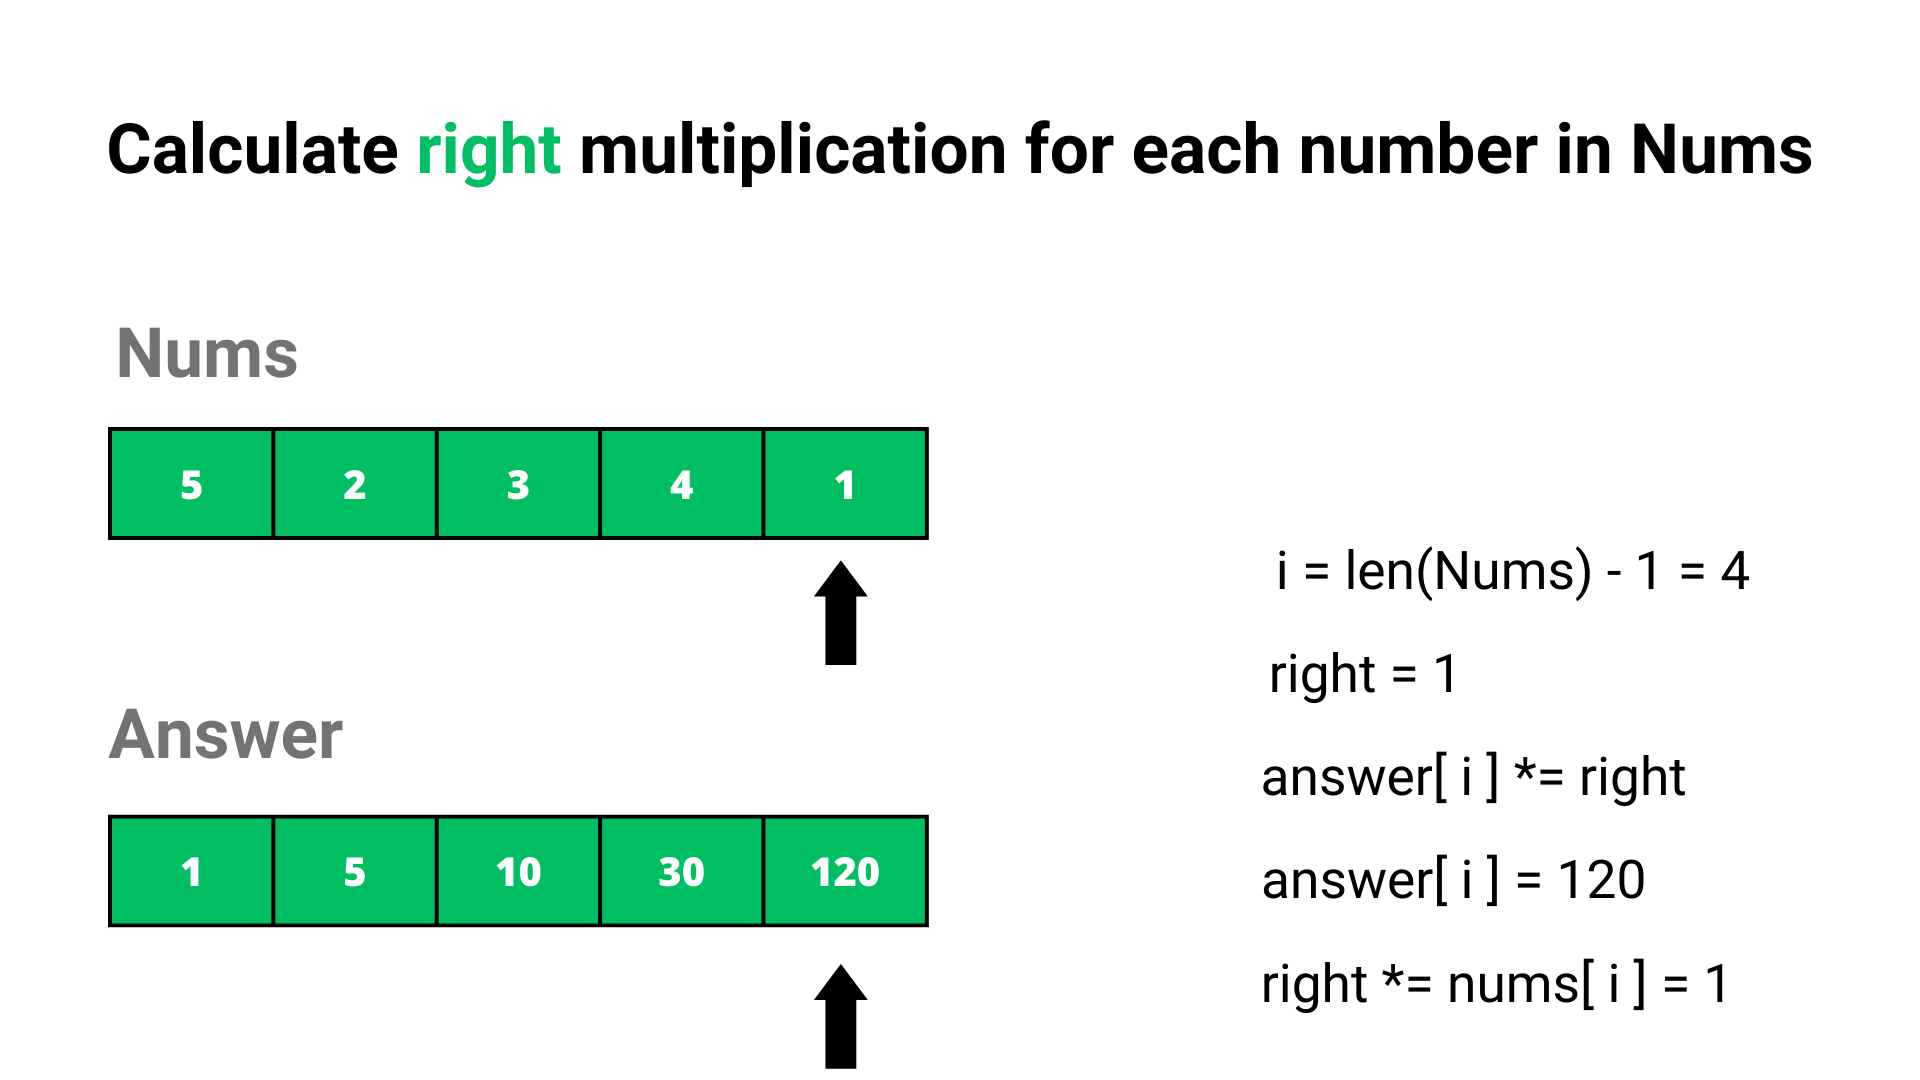 Calculate right multiplication for each number in Nums
Nums
5 2 3 4 1
i = len(Nums) - 1 = 4
right = 1
Answer
answer[ i ] *= right
1 5 10 30 120
answer[ i ] = 120
right *= nums[ i ] = 1